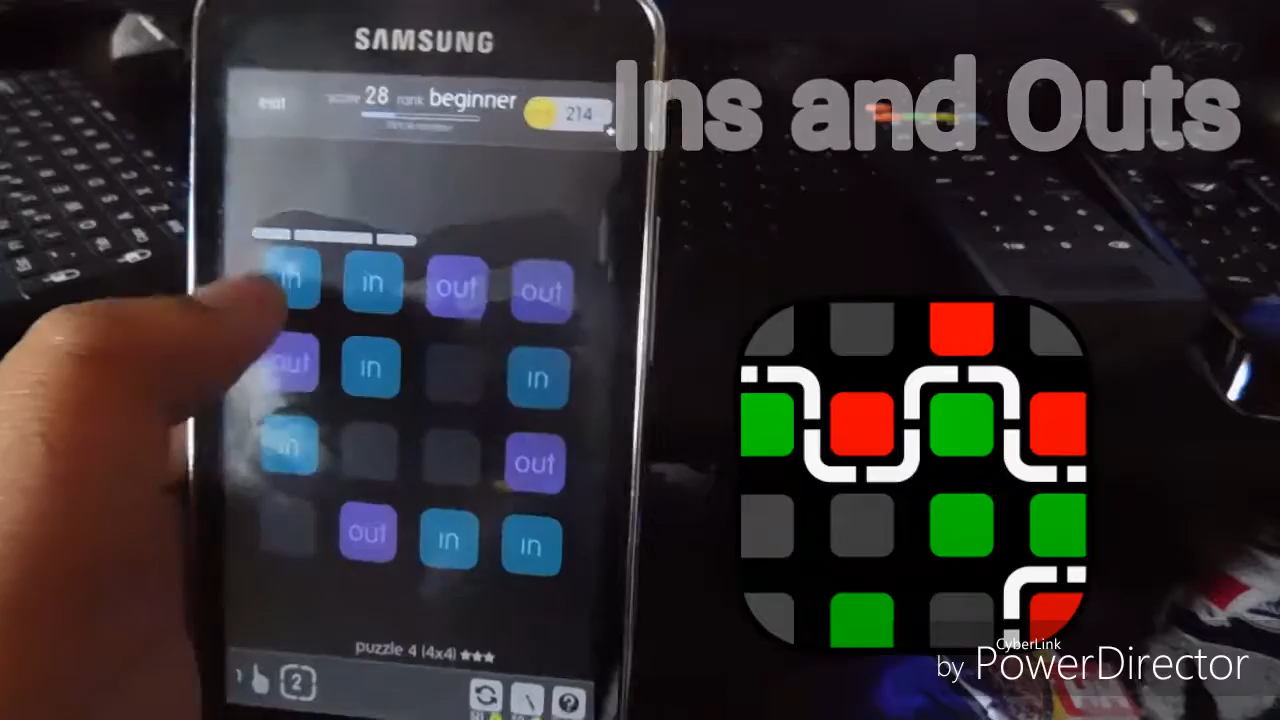 SAMSUNG
Ins and Outs
exit score 28 rank beginner 214
in in out out
out in in
in out
out in in
puzzle 4 (4x4)
1 2
CyberLink
by PowerDirector